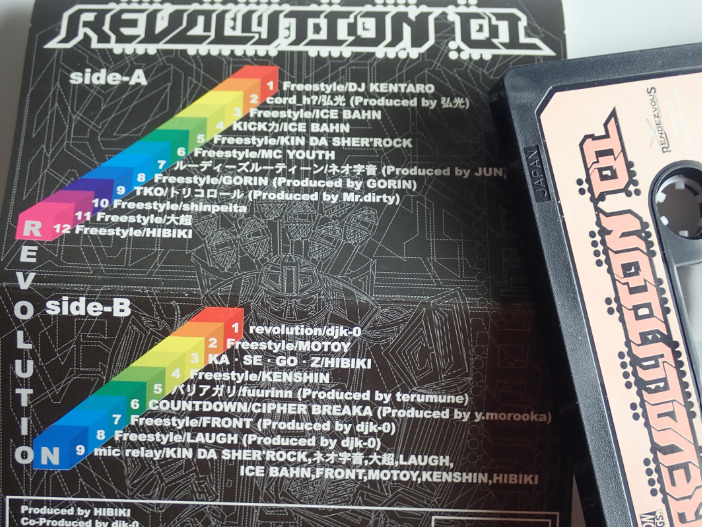 REVOLUTION 01
side-A
1 Freestyle/DJ KENTARO
2 cord_h?/弘光 (Produced by 弘光)
3 Freestyle/ICE BAHN
4 KICK力/ICE BAHN
5 Freestyle/KIN DA SHER'ROCK
6 Freestyle/MC YOUTH
7 ルーディーズルーティーン/ネオ字音 (Produced by JUN)
8 Freestyle/GORIN (Produced by GORIN)
9 TKO/トリコロール (Produced by Mr.dirty)
10 Freestyle/shinpeita
11 Freestyle/大超
12 Freestyle/HIBIKI
REVOLUTION
side-B
1 revolution/djk-0
2 Freestyle/MOTOY
3 KA・SE・GO・Z/HIBIKI
4 Freestyle/KENSHIN
5 バリアガリ/fuurinn (Produced by terumune)
6 COUNTDOWN/CIPHER BREAKA (Produced by y.morooka)
7 Freestyle/FRONT (Produced by djk-0)
8 Freestyle/LAUGH (Produced by djk-0)
9 mic relay/KIN DA SHER'ROCK,ネオ字音,大超,LAUGH,
ICE BAHN,FRONT,MOTOY,KENSHIN,HIBIKI
Produced by HIBIKI
Co-Produced by djk-0
JAPAN
RENDEZVOUS
REVOLUTION 01